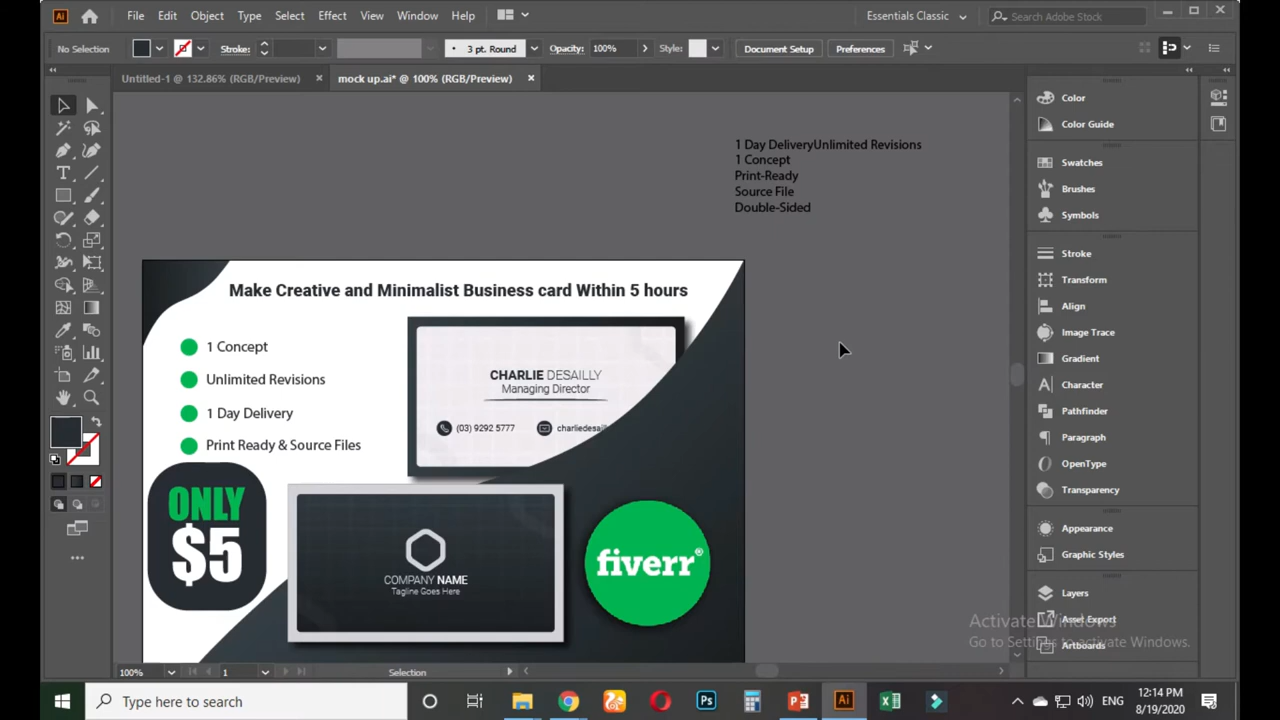 Ai File Edit Object Type Select Effect View Window Help Essentials Classic Search Adobe Stock
No Selection Stroke: 3 pt. Round Opacity: 100% Style: Document Setup Preferences
Untitled-1 @ 132.86% (RGB/Preview) mock up.ai* @ 100% (RGB/Preview)
Color
Color Guide
Swatches
Brushes
Symbols
Stroke
Transform
Align
Image Trace
Gradient
Character
Pathfinder
Paragraph
OpenType
Transparency
Appearance
Graphic Styles
Layers
Asset Export
Artboards
1 Day DeliveryUnlimited Revisions
1 Concept
Print-Ready
Source File
Double-Sided
Make Creative and Minimalist Business card Within 5 hours
1 Concept
Unlimited Revisions
1 Day Delivery
Print Ready & Source Files
CHARLIE DESAILLY
Managing Director
(03) 9292 5777 charliedesai
ONLY
$5
COMPANY NAME
Tagline Goes Here
fiverr®
Activate Windows
Go to Settings to activate Windows.
100% 1 Selection
Type here to search Ps Ai ENG 12:14 PM
8/19/2020